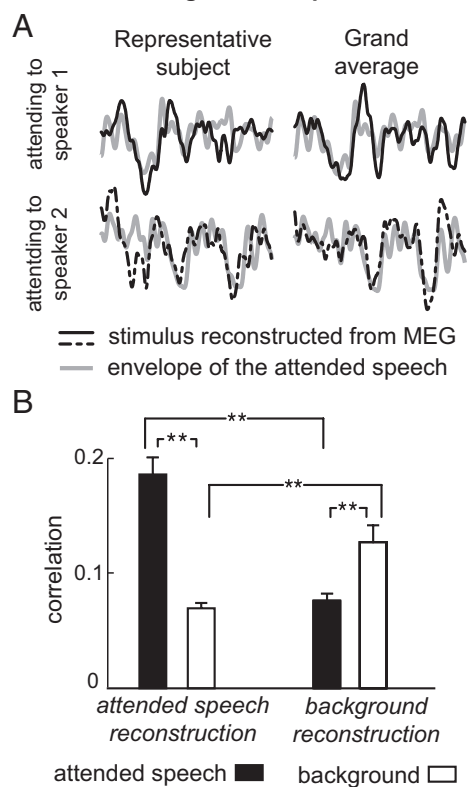 A
Representative
subject
Grand
average
attending to
speaker 1
attentding to
speaker 2
stimulus reconstructed from MEG
envelope of the attended speech
B
**
**
**
**
0.2
0.1
0
correlation
attended speech
reconstruction
background
reconstruction
attended speech
background